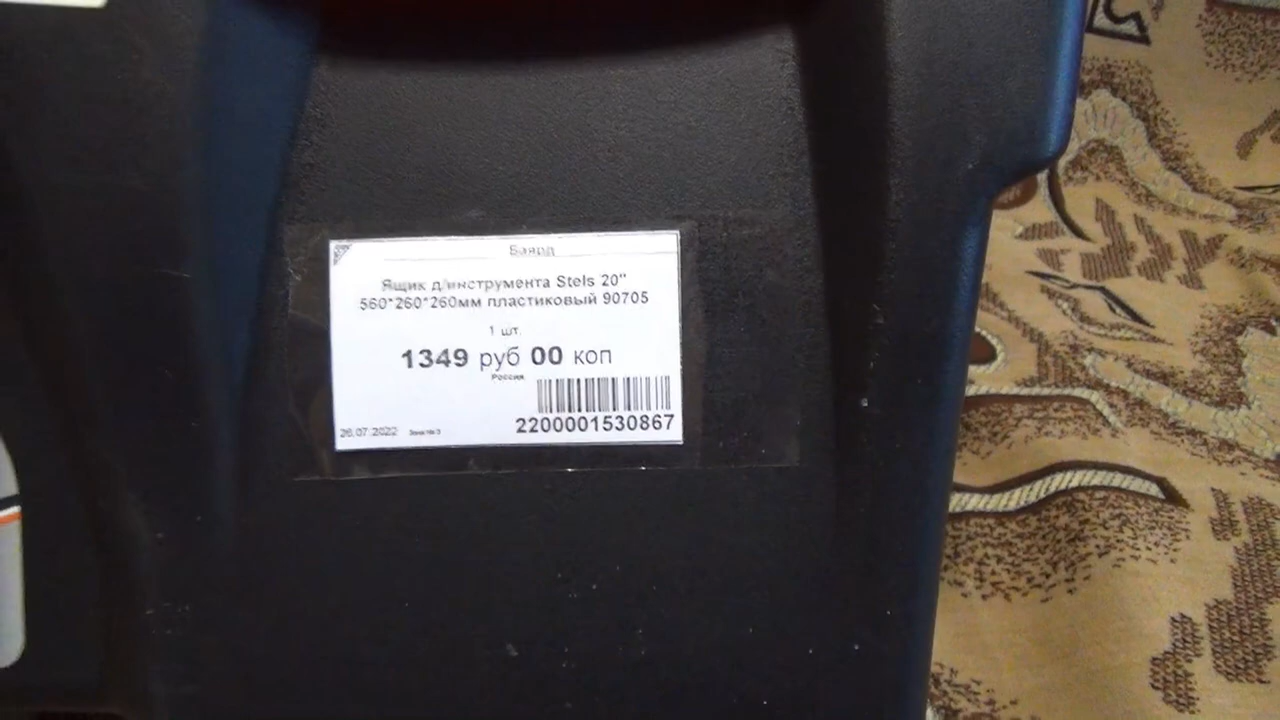 Баярд
Ящик д/инструмента Stels 20"
560*260*260мм пластиковый 90705
1 шт.
1349 руб 00 коп
Россия
2200001530867
26.07.2022